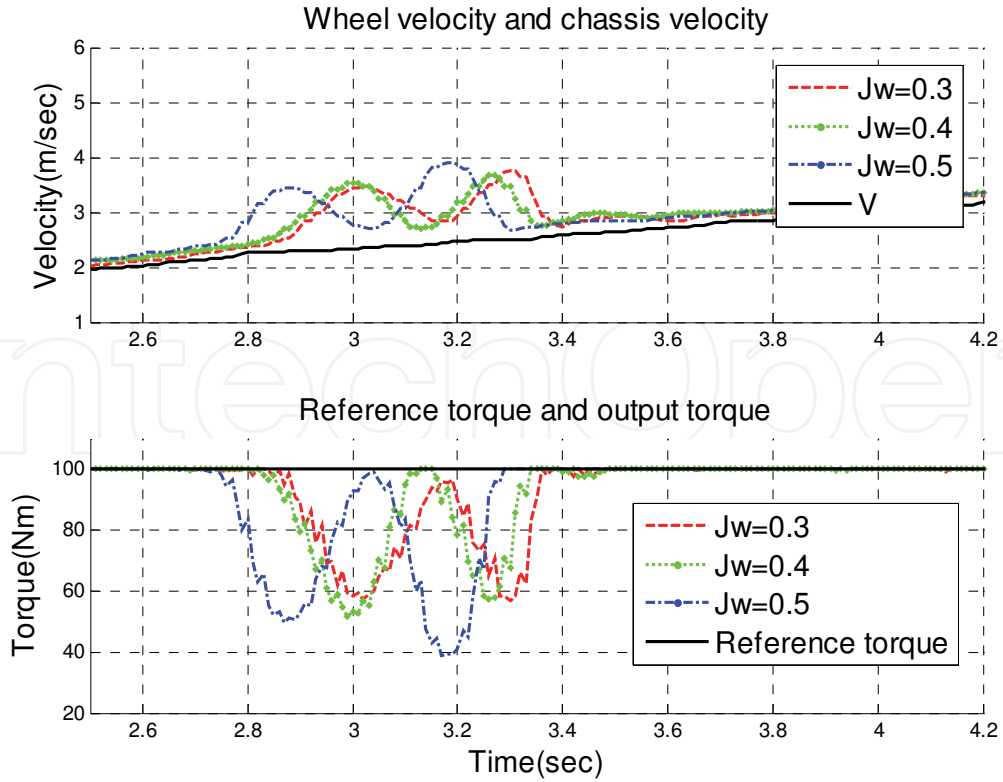 Wheel velocity and chassis velocity
6
5
4
3
2
1
Velocity(m/sec)
Jw=0.3
Jw=0.4
Jw=0.5
V
2.6
2.8
3
3.2
3.4
3.6
3.8
4
4.2
ntechOpe
Reference torque and output torque
100
80
60
40
20
Torque(Nm)
Jw=0.3
Jw=0.4
Jw=0.5
Reference torque
2.6
2.8
3
3.2
3.4
3.6
3.8
4
4.2
Time(sec)